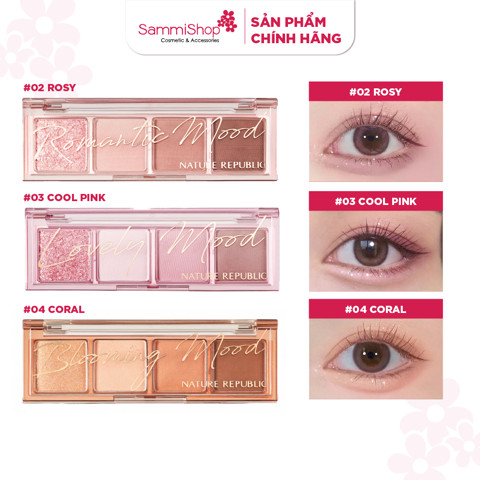 SammiShop
Cosmetic & Accessories
SẢN PHẨM
CHÍNH HÃNG
#02 ROSY
Romantic Mood
NATURE REPUBLIC
#02 ROSY
#03 COOL PINK
Lovely Mood
NATURE REPUBLIC
#03 COOL PINK
#04 CORAL
Blooming Mood
NATURE REPUBLIC
#04 CORAL